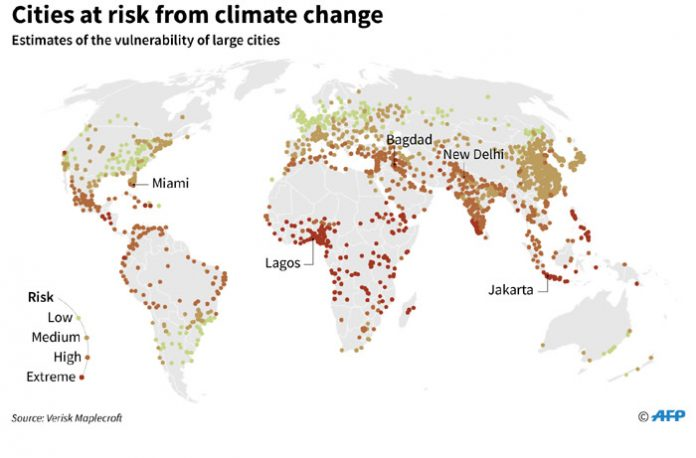 Cities at risk from climate change
Estimates of the vulnerability of large cities
Bagdad
New Delhi
Miami
Lagos
Jakarta
Risk
Low
Medium
High
Extreme
Source: Verisk Maplecroft
© AFP